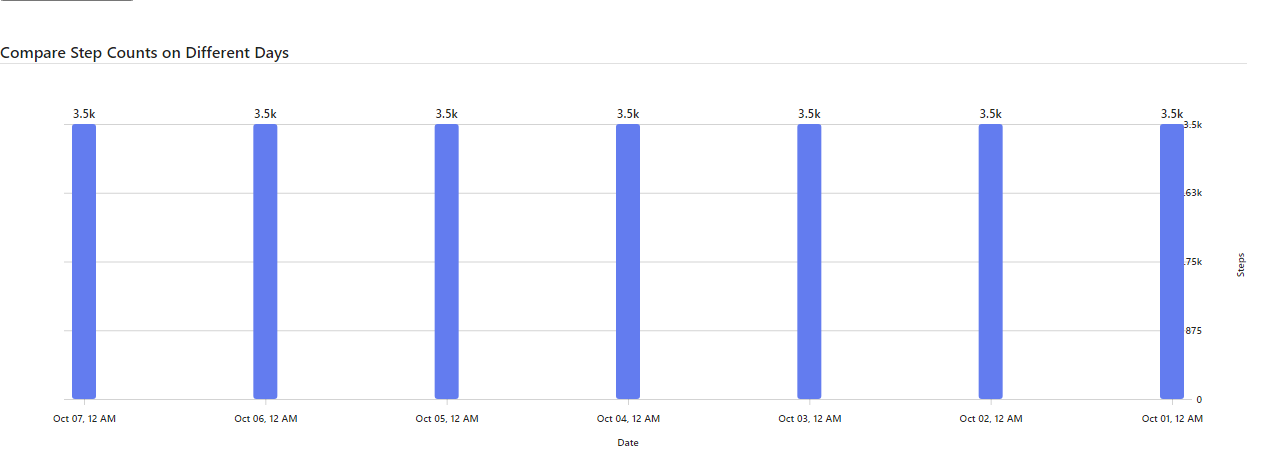 Compare Step Counts on Different Days
3.5k 3.5k 3.5k 3.5k 3.5k 3.5k 3.5k
3.5k
.63k
.75k
875
0
Steps
Oct 07, 12 AM Oct 06, 12 AM Oct 05, 12 AM Oct 04, 12 AM Oct 03, 12 AM Oct 02, 12 AM Oct 01, 12 AM
Date